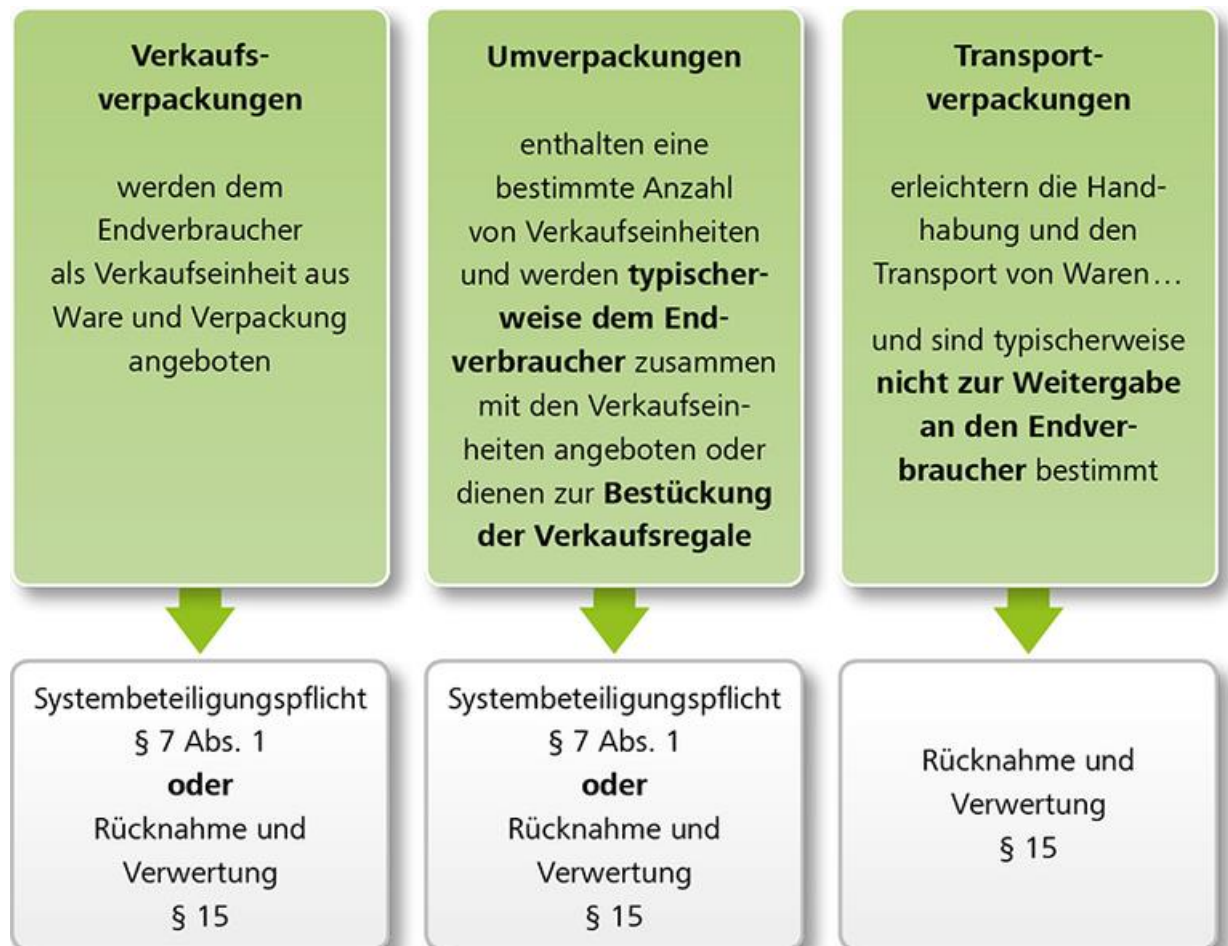 Verkaufs-
verpackungen
werden dem
Endverbraucher
als Verkaufseinheit aus
Ware und Verpackung
angeboten
Umverpackungen
enthalten eine
bestimmte Anzahl
von Verkaufseinheiten
und werden typischer-
weise dem End-
verbraucher zusammen
mit den Verkaufsein-
heiten angeboten oder
dienen zur Bestückung
der Verkaufsregale
Transport-
verpackungen
erleichtern die Hand-
habung und den
Transport von Waren…
und sind typischerweise
nicht zur Weitergabe
an den Endver-
braucher bestimmt
Systembeteiligungspflicht
§ 7 Abs. 1
oder
Rücknahme und
Verwertung
§ 15
Systembeteiligungspflicht
§ 7 Abs. 1
oder
Rücknahme und
Verwertung
§ 15
Rücknahme und
Verwertung
§ 15